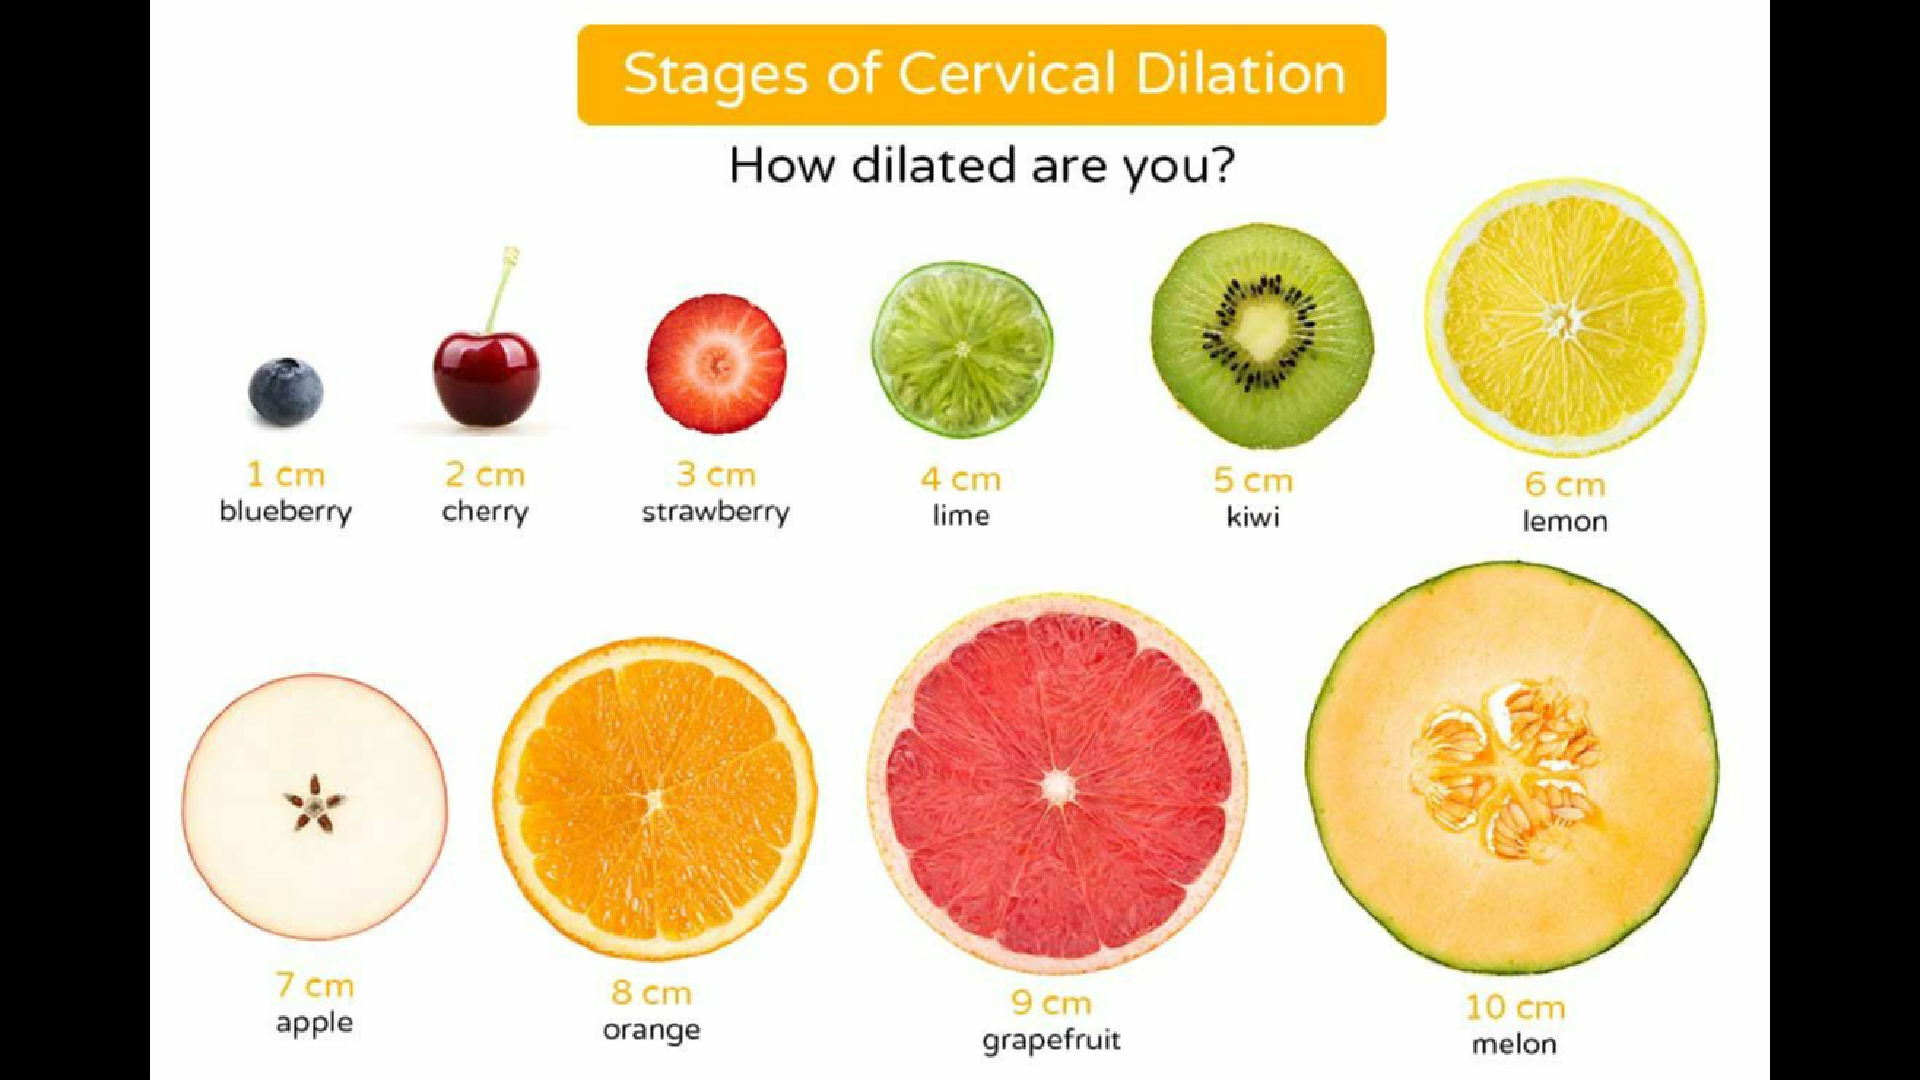 Stages of Cervical Dilation
How dilated are you?
1 cm
blueberry
2 cm
cherry
3 cm
strawberry
4 cm
lime
5 cm
kiwi
6 cm
lemon
7 cm
apple
8 cm
orange
9 cm
grapefruit
10 cm
melon